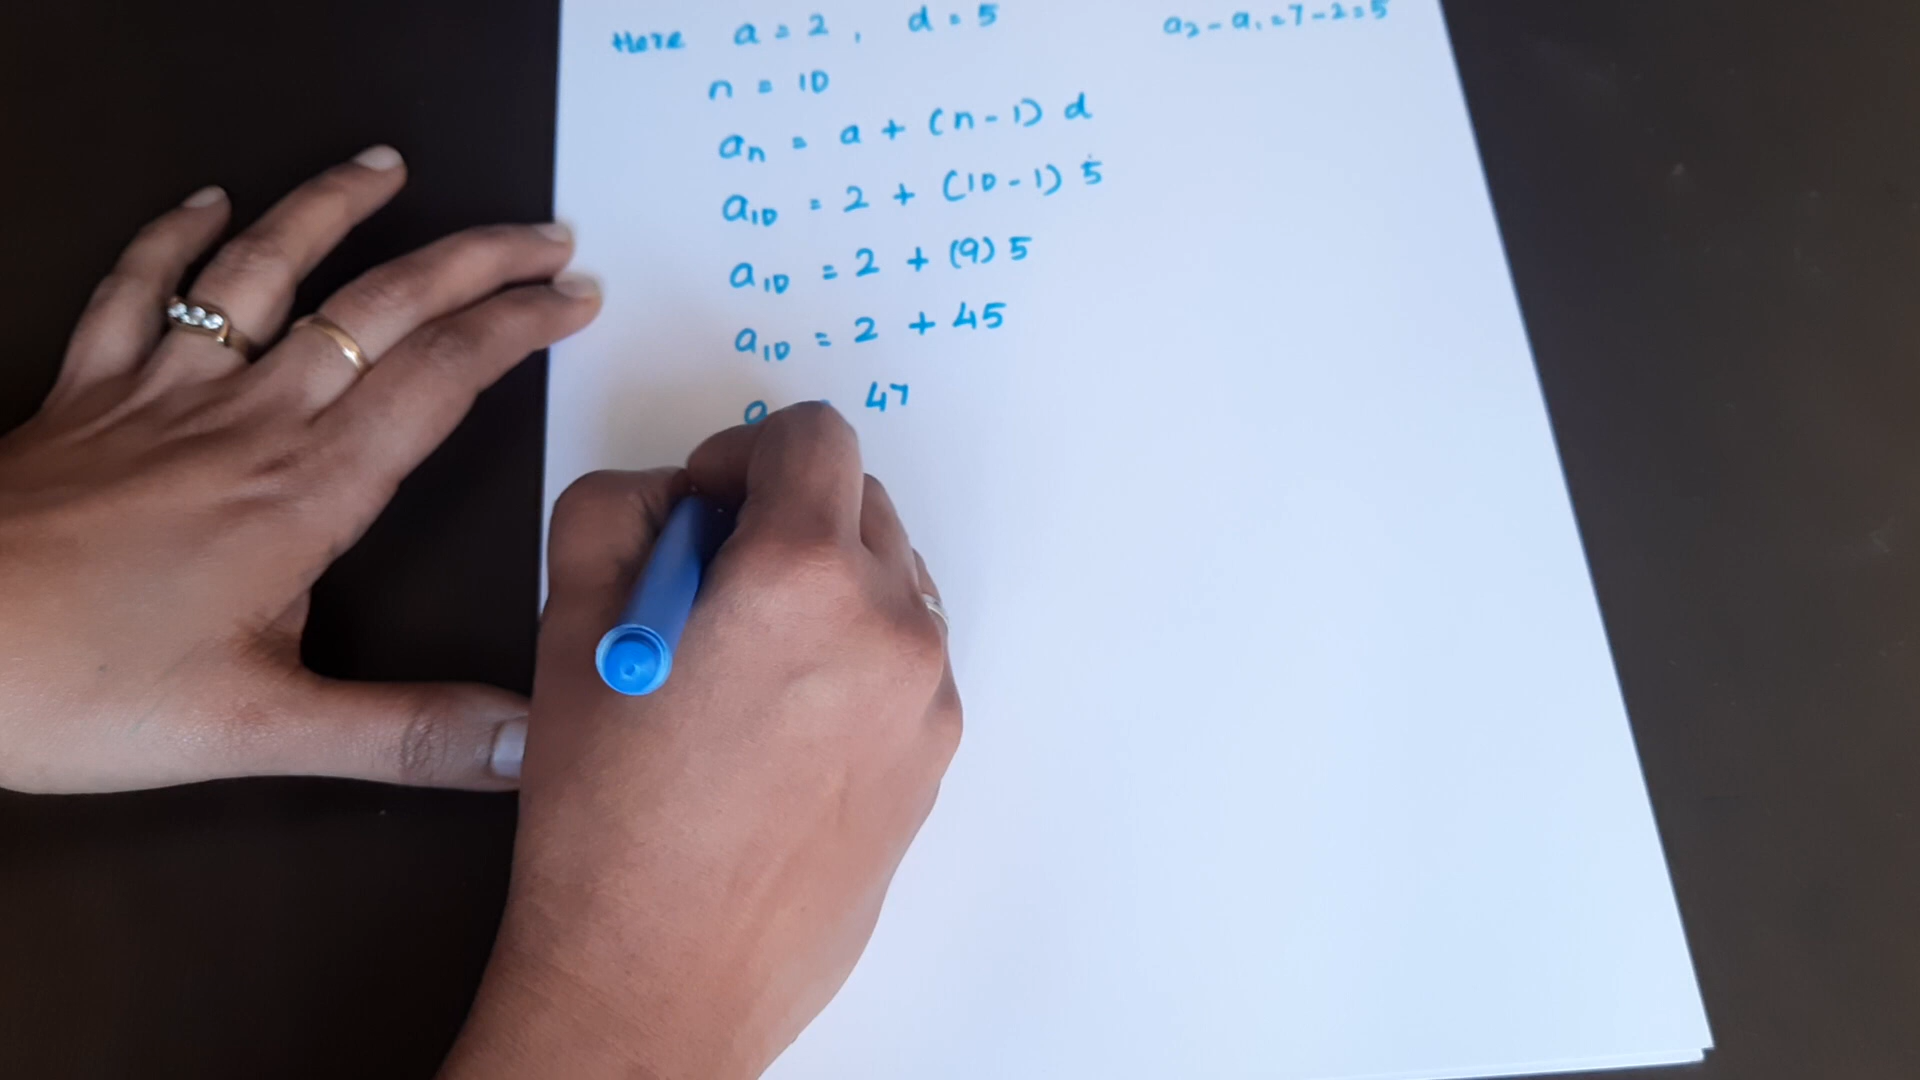 Here a = 2, d = 5
a₂ - a₁ = 7 - 2 = 5
n = 10
aₙ = a + (n - 1) d
a₁₀ = 2 + (10 - 1) 5
a₁₀ = 2 + (9) 5
a₁₀ = 2 + 45
a 47